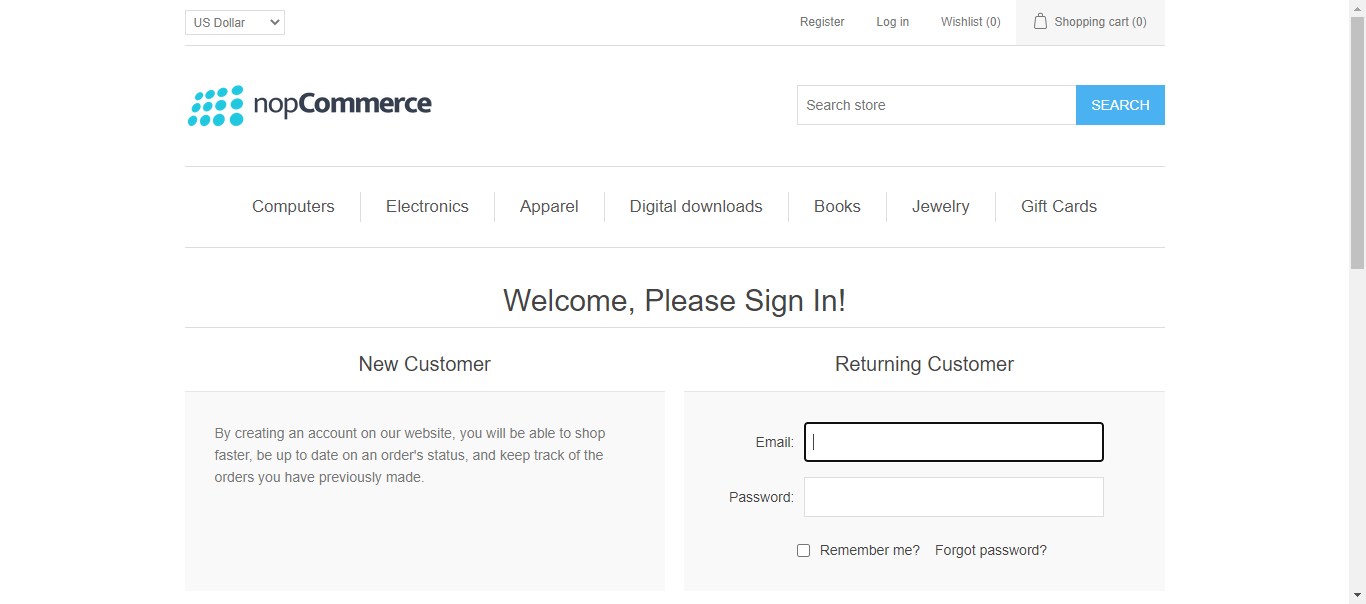 US Dollar
Register
Log in
Wishlist (0)
Shopping cart (0)
nopCommerce
Search store
SEARCH
Computers
Electronics
Apparel
Digital downloads
Books
Jewelry
Gift Cards
Welcome, Please Sign In!
New Customer
By creating an account on our website, you will be able to shop
faster, be up to date on an order's status, and keep track of the
orders you have previously made.
Returning Customer
Email:
Password:
Remember me?
Forgot password?